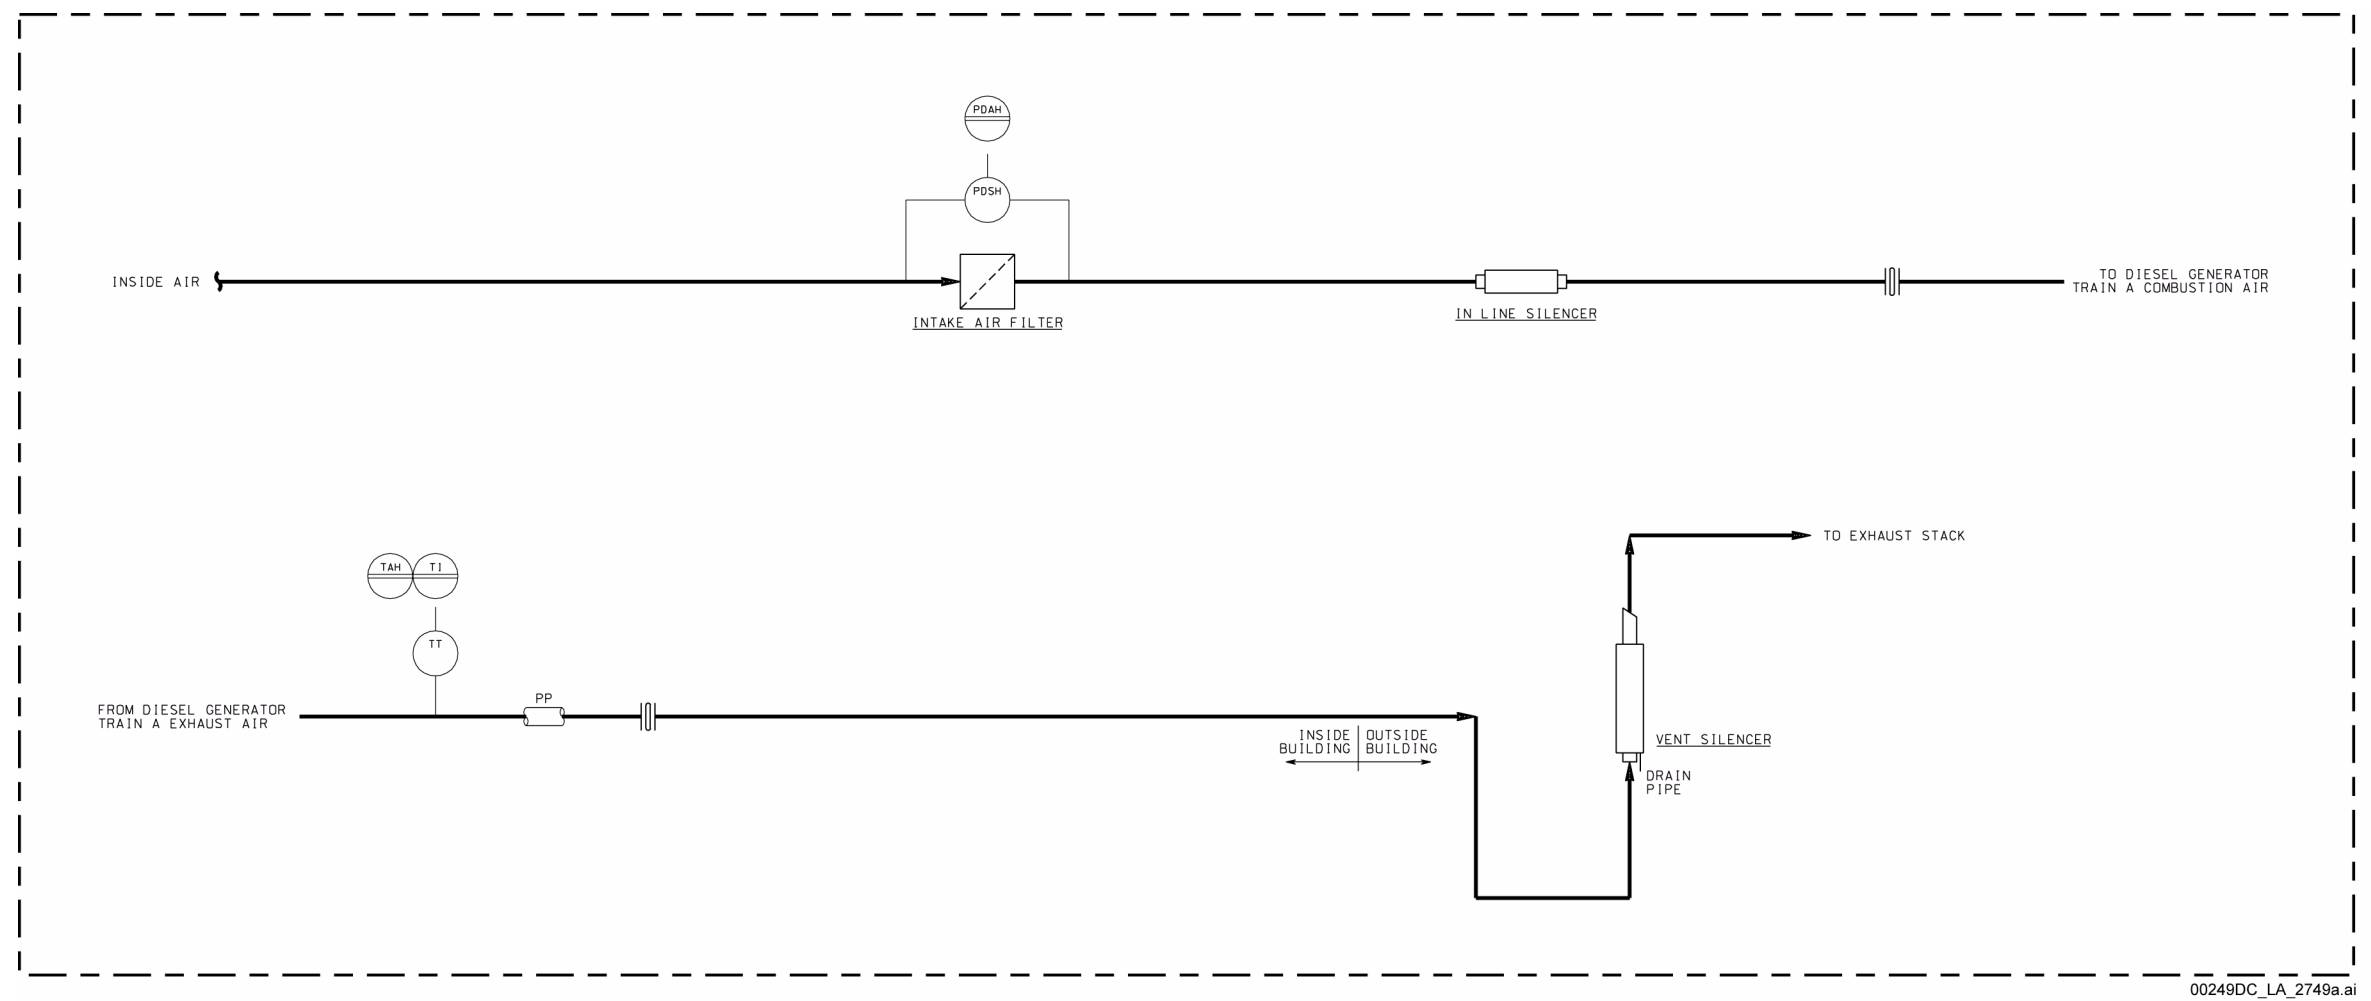 PDAH
PDSH
INSIDE AIR
INTAKE AIR FILTER
IN LINE SILENCER
TO DIESEL GENERATOR
TRAIN A COMBUSTION AIR
TO EXHAUST STACK
TAH TI
TT
PP
FROM DIESEL GENERATOR
TRAIN A EXHAUST AIR
INSIDE
BUILDING
OUTSIDE
BUILDING
VENT SILENCER
DRAIN
PIPE
00249DC_LA_2749a.ai